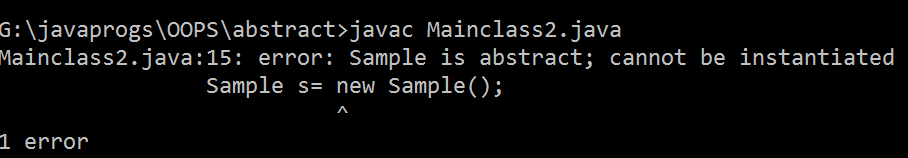 G:\javaprogs\OOPS\abstract>javac Mainclass2.java
Mainclass2.java:15: error: Sample is abstract; cannot be instantiated
Sample s= new Sample();
^
1 error